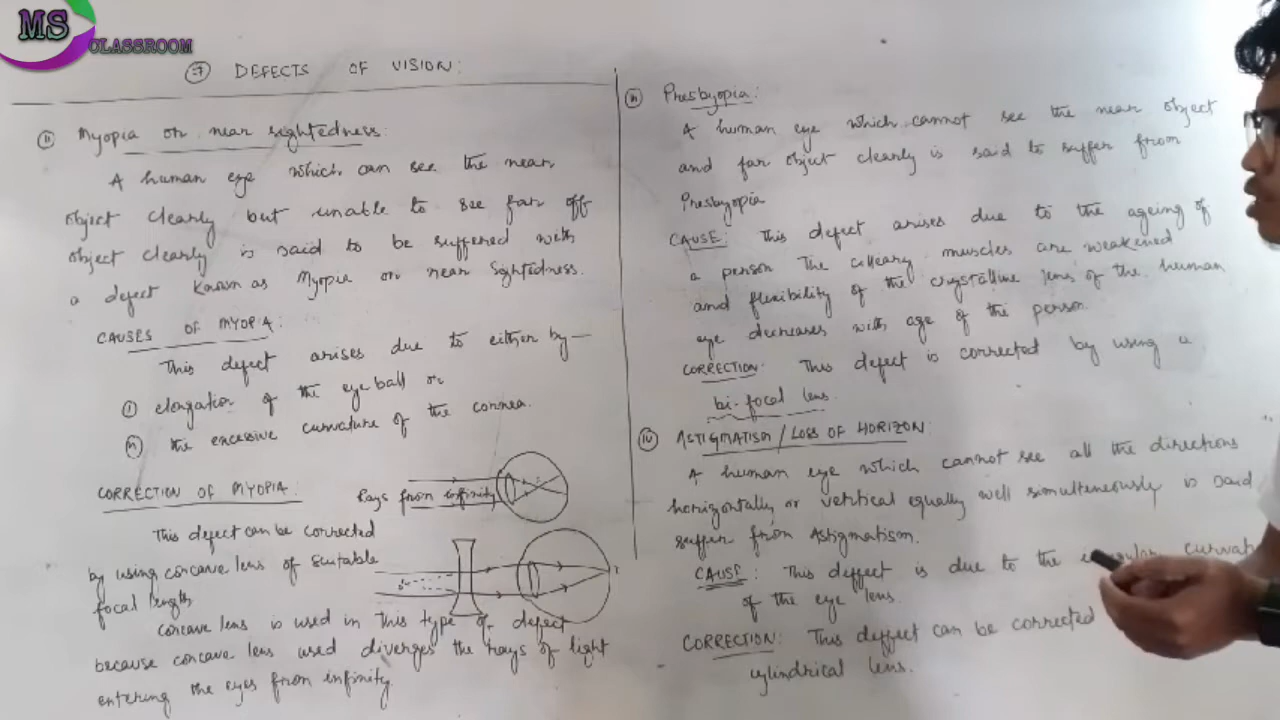 MS CLASSROOM
7 DEFECTS OF VISION:
i) Myopia or near sightedness:
A human eye which can see the near
object clearly but unable to see far off
object clearly is said to be suffered with
a defect known as Myopia or near Sightedness.
CAUSES OF MYOPIA:
This defect arises due to either by—
i) elongation of the eye ball or
ii) the excessive curvature of the cornea.
CORRECTION OF MYOPIA:
This defect can be corrected
by using concave lens of suitable
focal length
Rays from infinity
concave lens is used in this type of defect
because concave lens used diverges the rays of light
entering the eyes from infinity.
iii) Presbyopia:
A human eye which cannot see the near object
and far object clearly is said to suffer from
Presbyopia
CAUSE: This defect arises due to the ageing of
a person The cilleary muscles are weakened
and flexibility of the crystalline lens of the human
eye decreases with age of the person.
CORRECTION: This defect is corrected by using a
bi-focal lens.
iv) ASTIGMATISM / LOSS OF HORIZON:
A human eye which cannot see all the directions
horizontally or vertical equally well simultaneously is said
suffer from Astigmatism.
CAUSE: This deffect is due to the curvat
of the eye lens.
CORRECTION: This deffect can be corrected
cylindrical lens.